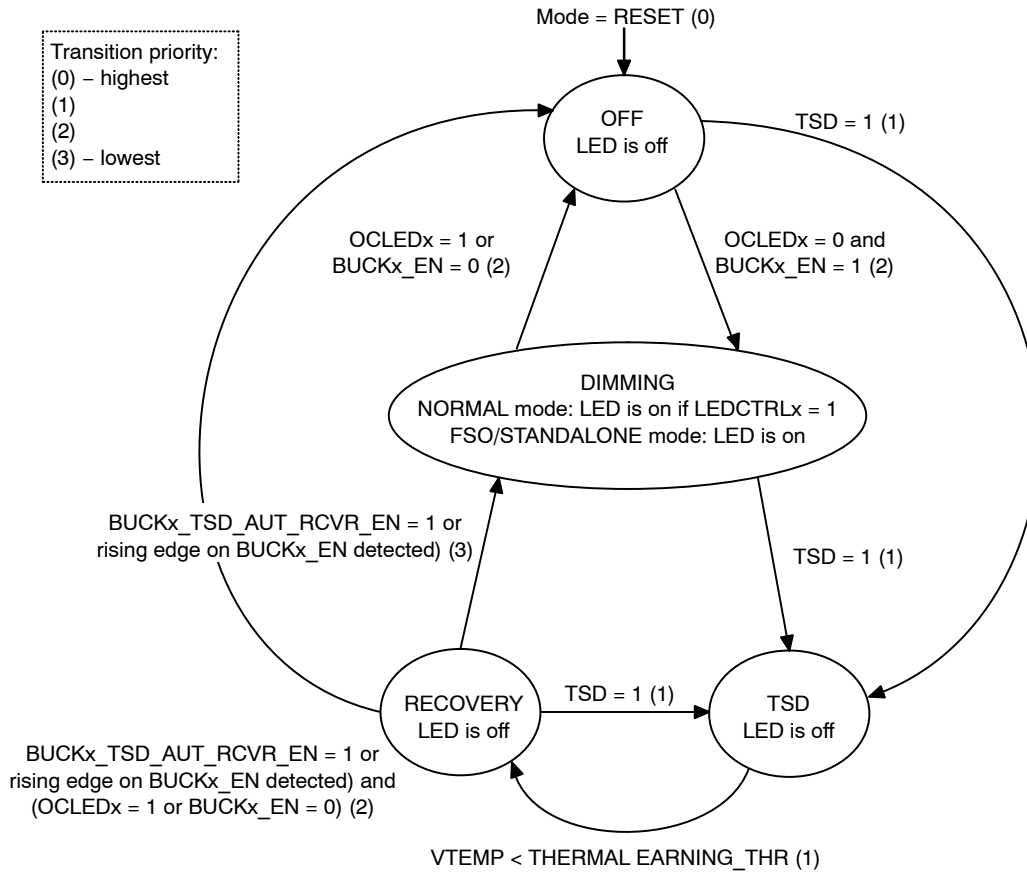 Mode = RESET (0)
Transition priority:
(0) – highest
(1)
(2)
(3) – lowest
OFF
LED is off
TSD = 1 (1)
OCLEDx = 1 or
BUCKx_EN = 0 (2)
OCLEDx = 0 and
BUCKx_EN = 1 (2)
DIMMING
NORMAL mode: LED is on if LEDCTRLx = 1
FSO/STANDALONE mode: LED is on
BUCKx_TSD_AUT_RCVR_EN = 1 or
rising edge on BUCKx_EN detected) (3)
TSD = 1 (1)
RECOVERY
LED is off
TSD = 1 (1)
TSD
LED is off
BUCKx_TSD_AUT_RCVR_EN = 1 or
rising edge on BUCKx_EN detected) and
(OCLEDx = 1 or BUCKx_EN = 0) (2)
VTEMP < THERMAL EARNING_THR (1)